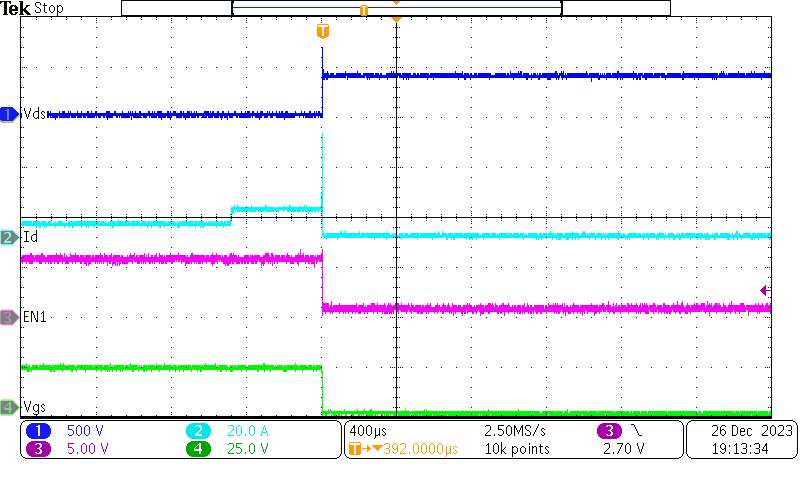 Tek Stop
T
T
1 Vds
2 Id
3 EN1
4 Vgs
1 500 V 2 20.0 A
3 5.00 V 4 25.0 V
400µs 2.50MS/s 3
T→▼392.0000µs 10k points 2.70 V
26 Dec 2023
19:13:34